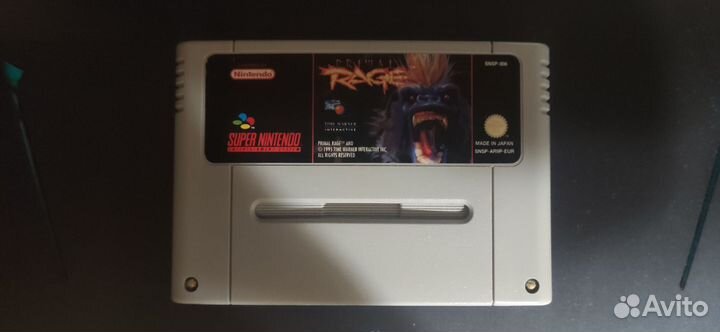 Nintendo
PRIMAL
RAGE
SNSP-006
SUPER NINTENDO
ENTERTAINMENT SYSTEM
TIME WARNER
INTERACTIVE
PRIMAL RAGE™ AND
© 1995 TIME WARNER INTERACTIVE INC.
ALL RIGHTS RESERVED
MADE IN JAPAN
SNSP-AR9P-EUR
Avito